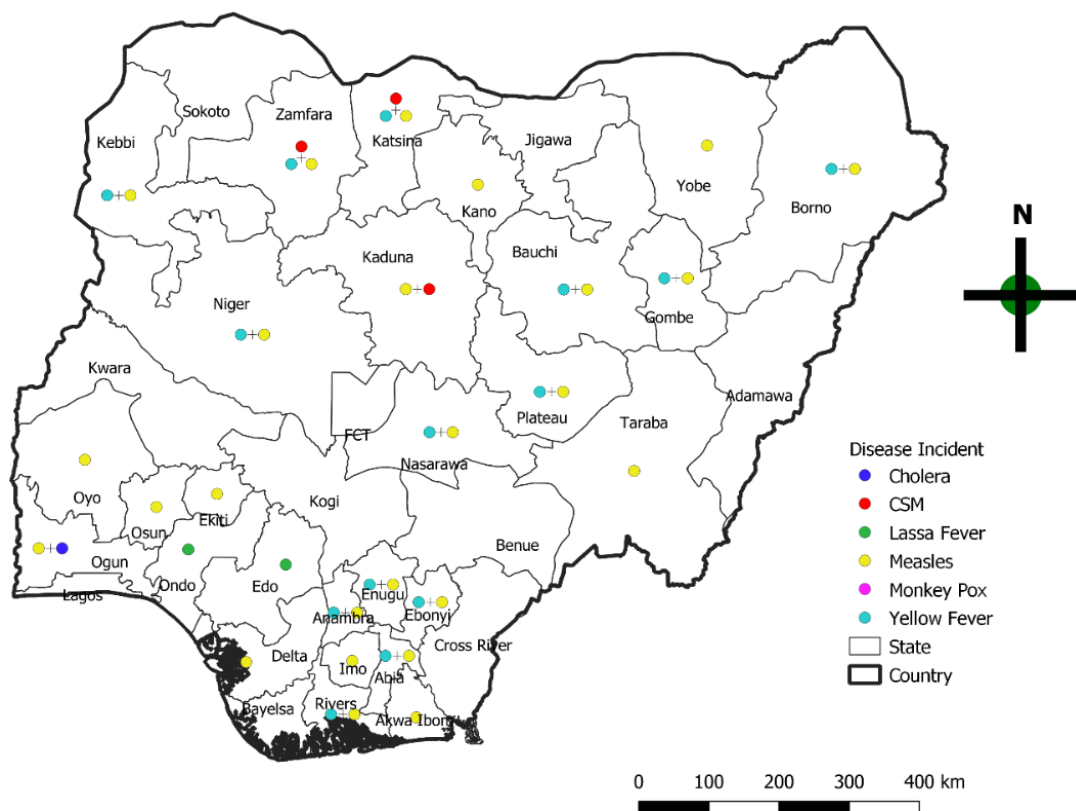 Sokoto
Zamfara
Katsina
Jigawa
Kebbi
Yobe
Kano
Borno
N
Kaduna
Bauchi
Niger
Gombe
Kwara
Adamawa
Plateau
Taraba
FCT
Nasarawa
Oyo
Kogi
Osun
Ekiti
Benue
Ogun
Ondo
Edo
Lagos
Enugu
Anambra
Ebonyi
Cross River
Delta
Imo
Abia
Bayelsa
Rivers
Akwa Ibom
Disease Incident
Cholera
CSM
Lassa Fever
Measles
Monkey Pox
Yellow Fever
State
Country
0 100 200 300 400 km